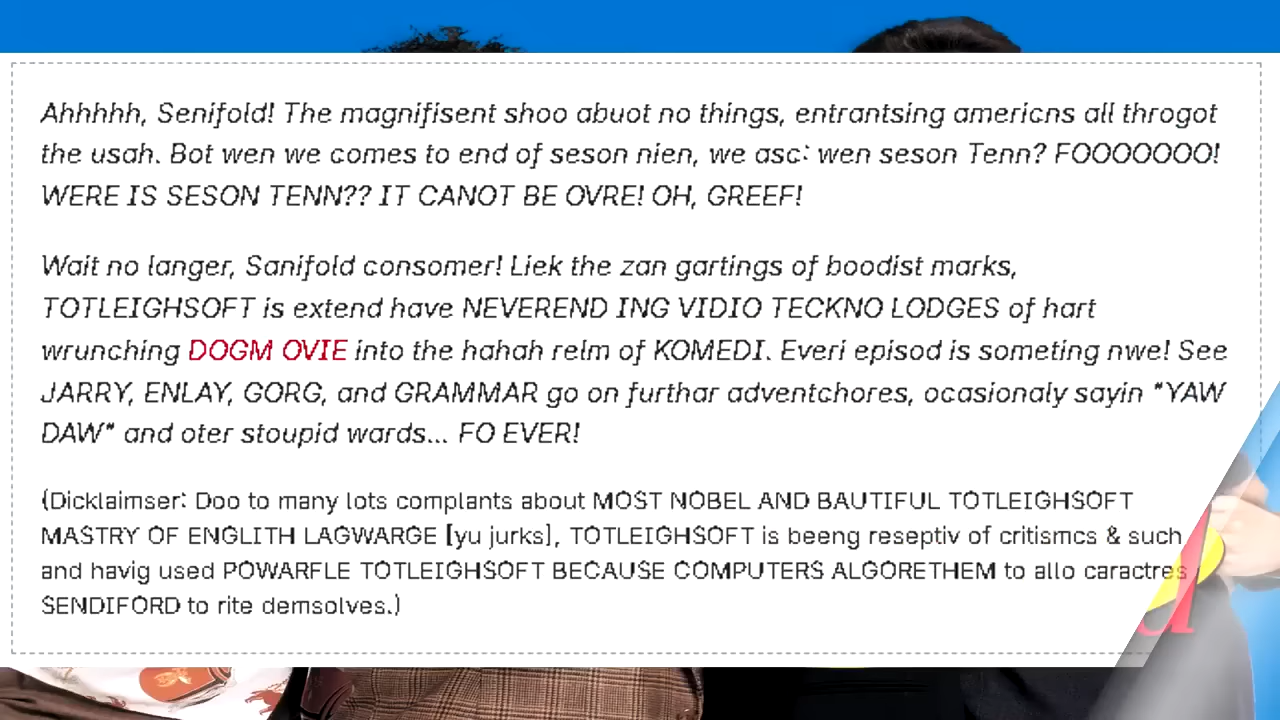 Ahhhhh, Senifold! The magnifisent shoo abuot no things, entrantsing americns all throgot
the usah. Bot wen we comes to end of seson nien, we asc: wen seson Tenn? FOOOOOOO!
WERE IS SESON TENN?? IT CANOT BE OVRE! OH, GREEF!
Wait no langer, Sanifold consomer! Liek the zan gartings of boodist marks,
TOTLEIGHSOFT is extend have NEVEREND ING VIDIO TECKNO LODGES of hart
wrunching DOGM OVIE into the hahah relm of KOMEDI. Everi episod is someting nwe! See
JARRY, ENLAY, GORG, and GRAMMAR go on furthar adventchores, ocasionaly sayin "YAW
DAW" and oter stoupid wards... FO EVER!
(Dicklaimser: Doo to many lots complants about MOST NOBEL AND BAUTIFUL TOTLEIGHSOFT
MASTRY OF ENGLITH LAGWARGE [yu jurks], TOTLEIGHSOFT is beeng reseptiv of critismcs & such
and havig used POWARFLE TOTLEIGHSOFT BECAUSE COMPUTERS ALGORETHEM to allo caractres
SENDIFORD to rite demsolves.)
d